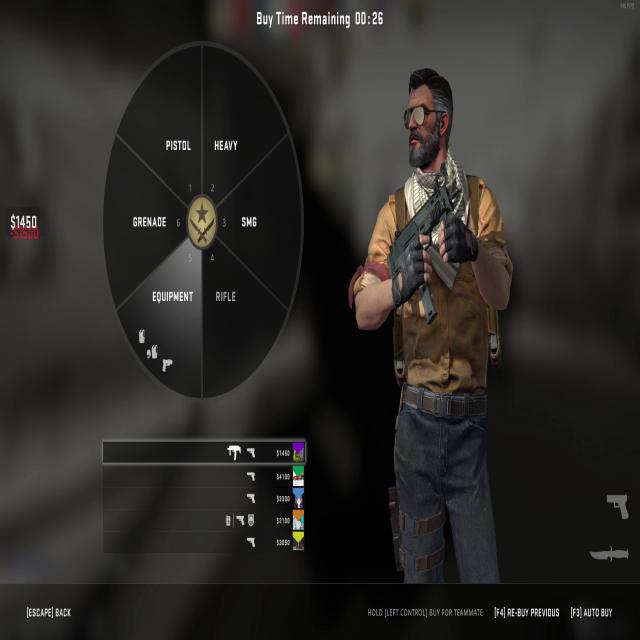 Buy Time Remaining 00:26
PISTOL
HEAVY
1
2
$1450
GRENADE
6
3
SMG
5
4
EQUIPMENT
RIFLE
$1450
$4100
$3300
$2100
$3050
[ESCAPE] BACK
HOLD [LEFT CONTROL] BUY FOR TEAMMATE
[F4] RE-BUY PREVIOUS
[F3] AUTO BUY